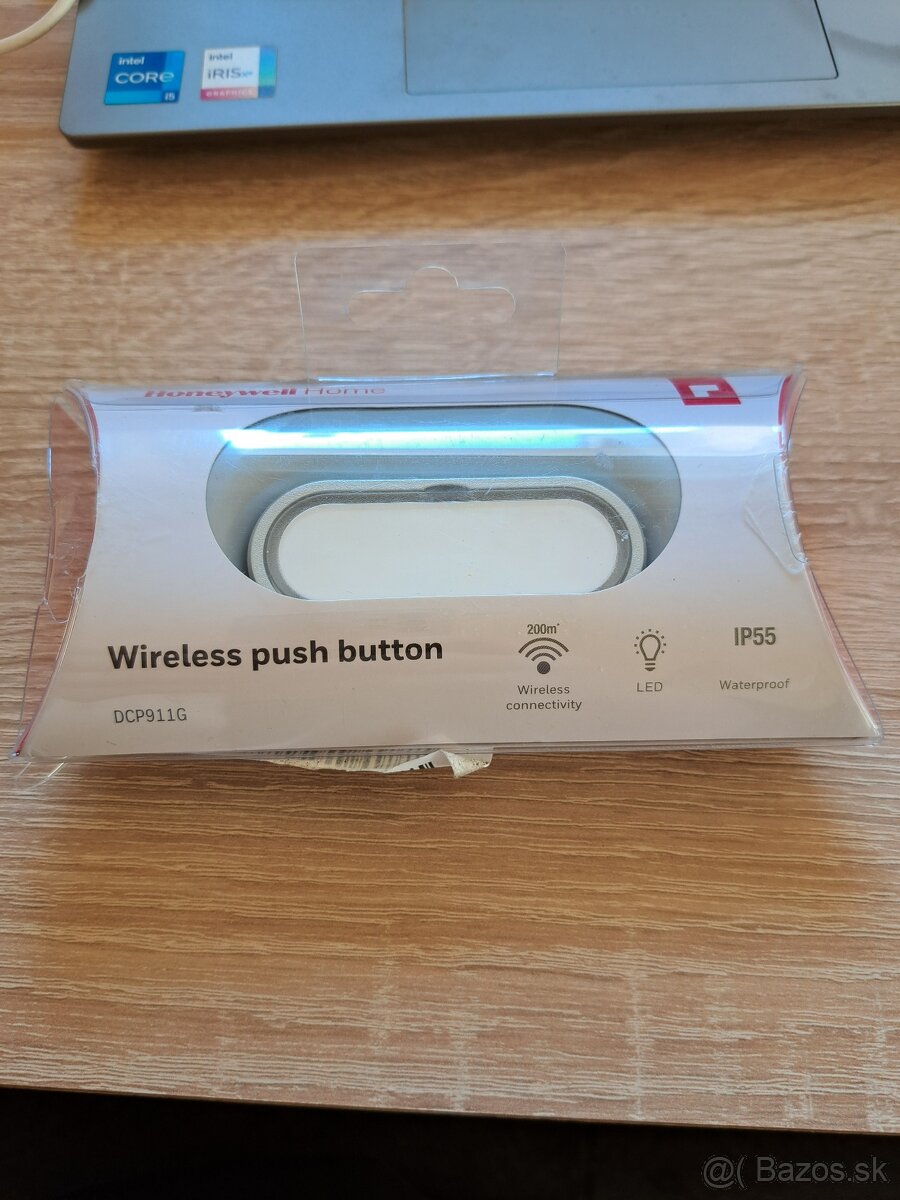 intel
CORE
i5
intel
iRISxe
GRAPHICS
Honeywell Home
Wireless push button
DCP911G
200m*
Wireless
connectivity
LED
IP55
Waterproof
@( Bazos.sk